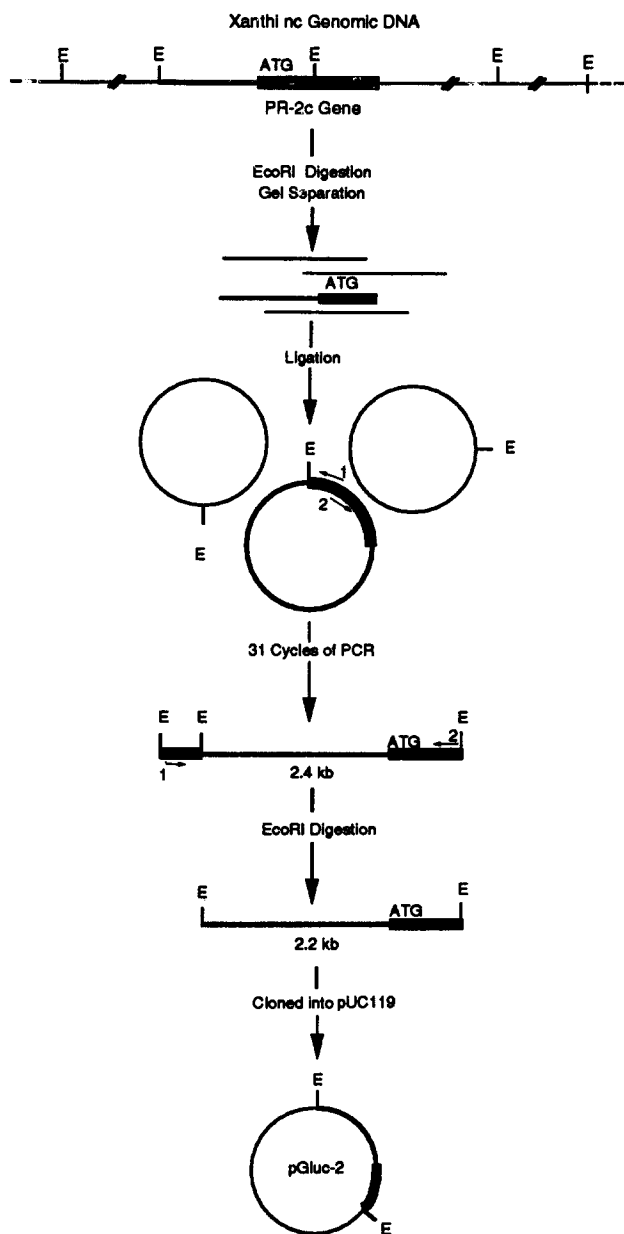 Xanthi nc Genomic DNA
E E ATG E E E
PR-2c Gene
EcoRI Digestion
Gel Separation
ATG
Ligation
E
1
2
E
E
31 Cycles of PCR
E E E
ATG 2
1
2.4 kb
EcoRI Digestion
E E
ATG
2.2 kb
Cloned into pUC119
E
pGluc-2
E